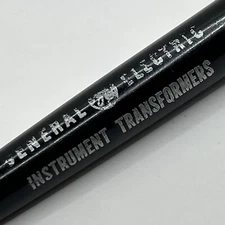 GENERAL ELECTRIC
INSTRUMENT TRANSFORMERS